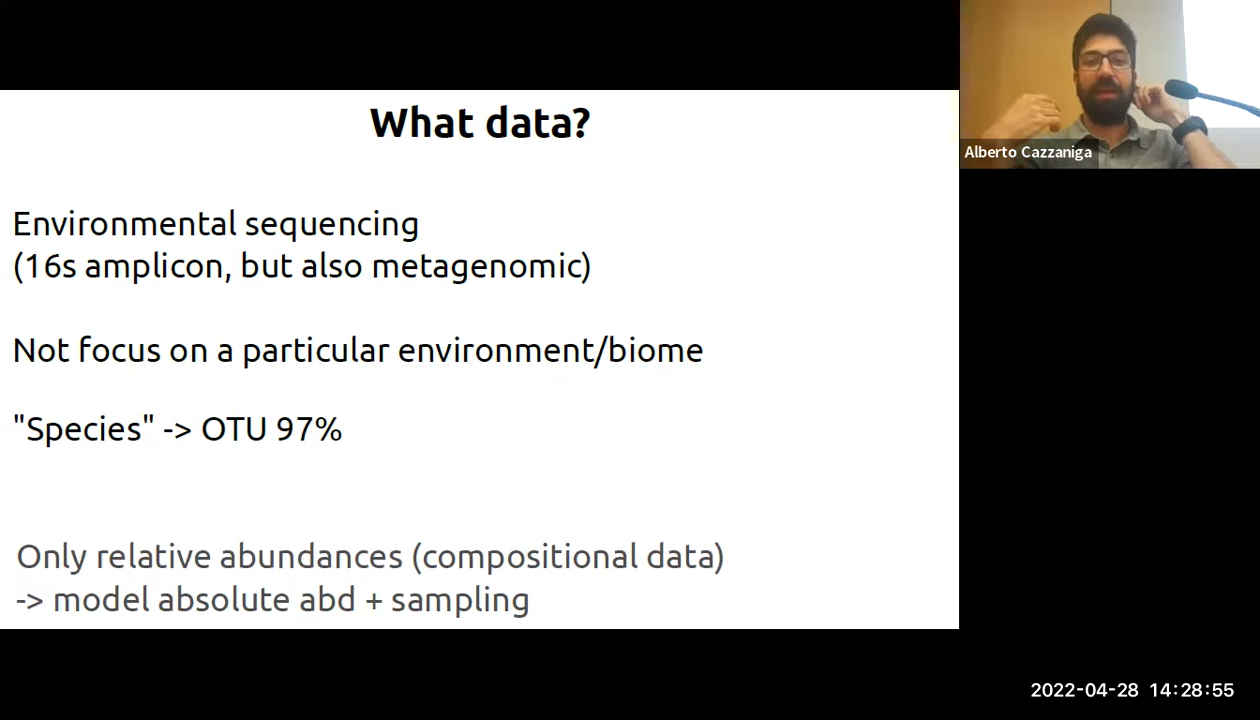 What data?
Environmental sequencing
(16s amplicon, but also metagenomic)
Not focus on a particular environment/biome
"Species" -> OTU 97%
Only relative abundances (compositional data)
-> model absolute abd + sampling
Alberto Cazzaniga
2022-04-28 14:28:55